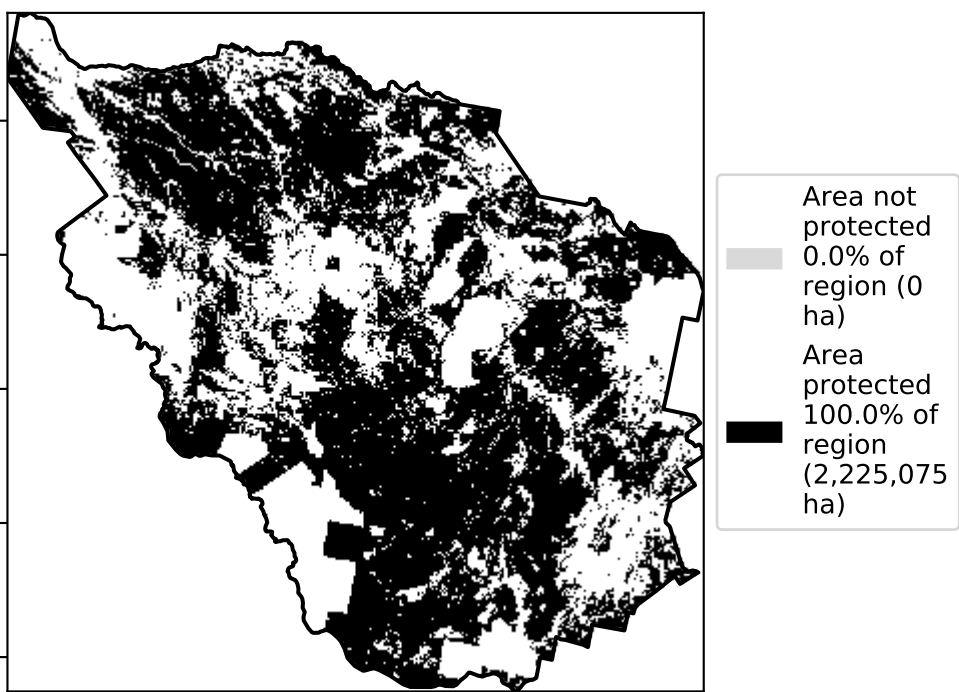 Area not
protected
0.0% of
region (0
ha)
Area
protected
100.0% of
region
(2,225,075
ha)